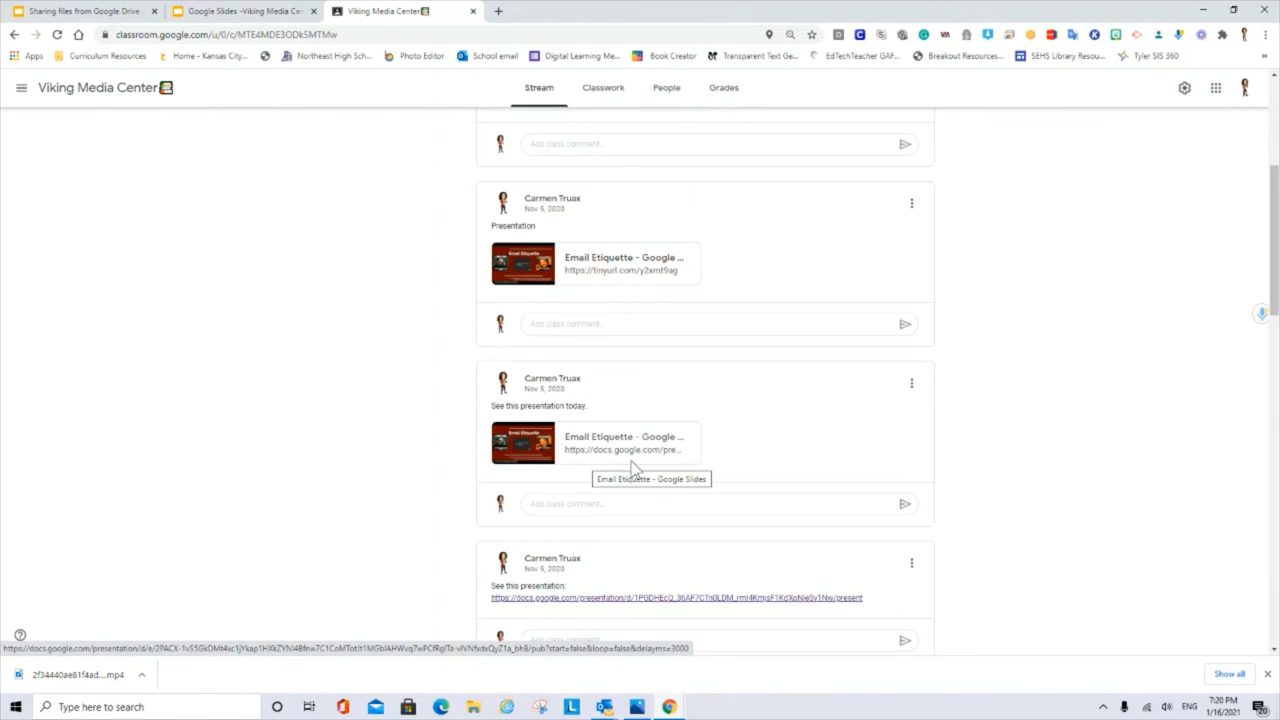 Sharing files from Google Drive
Google Slides -Viking Media Ce
Viking Media Center
classroom.google.com/u/0/c/MTE4MDE3ODk5MTMw
Apps
Curriculum Resources
Home - Kansas City...
Northeast High Sch...
Photo Editor
School email
Digital Learning Me...
Book Creator
Transparent Text Ge...
EdTechTeacher GAF...
Breakout Resources...
SEHS Library Resou...
Tyler SIS 360
Viking Media Center
Stream
Classwork
People
Grades
Add class comment...
Carmen Truax
Nov 5, 2020
Presentation
Email Etiquette - Google ...
https://tinyurl.com/y2xmt9ag
Add class comment...
Carmen Truax
Nov 5, 2020
See this presentation today.
Email Etiquette - Google ...
https://docs.google.com/pre...
Email Etiquette - Google Slides
Add class comment...
Carmen Truax
Nov 5, 2020
See this presentation:
Add class comment...
2f34440ae81f4ad....mp4
Show all
Type here to search
ENG
7:20 PM
1/16/2021
20